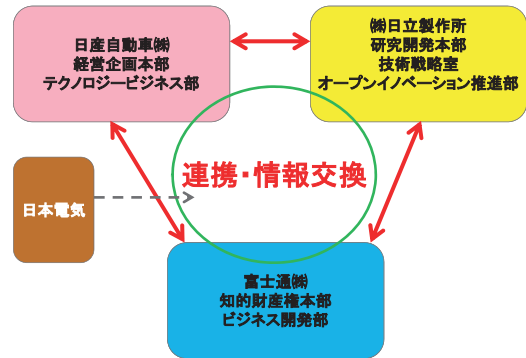 日産自動車㈱
経営企画本部
テクノロジービジネス部
㈱日立製作所
研究開発本部
技術戦略室
オープンイノベーション推進部
連携・情報交換
日本電気
富士通㈱
知的財産権本部
ビジネス開発部